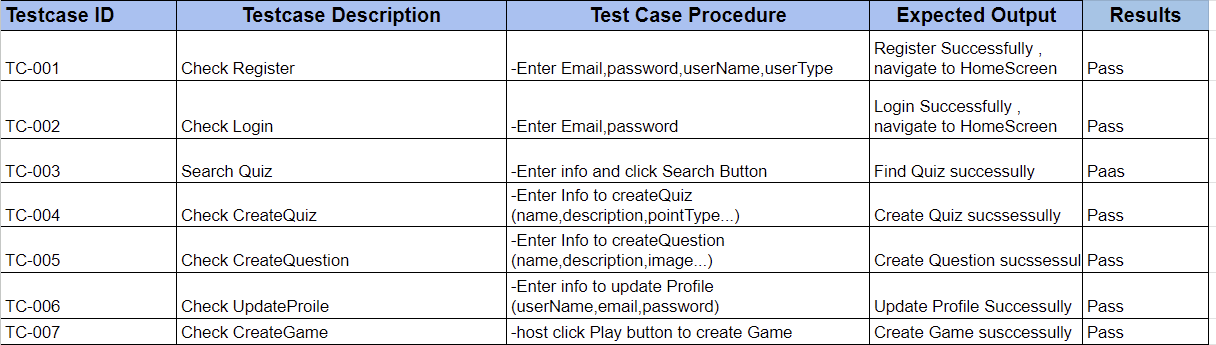 Testcase ID Testcase Description Test Case Procedure Expected Output Results
TC-001 Check Register -Enter Email,password,userName,userType Register Successfully ,
navigate to HomeScreen Pass
TC-002 Check Login -Enter Email,password Login Successfully ,
navigate to HomeScreen Pass
TC-003 Search Quiz -Enter info and click Search Button Find Quiz successully Paas
TC-004 Check CreateQuiz -Enter Info to createQuiz
(name,description,pointType...) Create Quiz sucssessully Pass
TC-005 Check CreateQuestion -Enter Info to createQuestion
(name,description,image...) Create Question sucssessul Pass
TC-006 Check UpdateProile -Enter info to update Profile
(userName,email,password) Update Profile Successully Pass
TC-007 Check CreateGame -host click Play button to create Game Create Game susccessully Pass